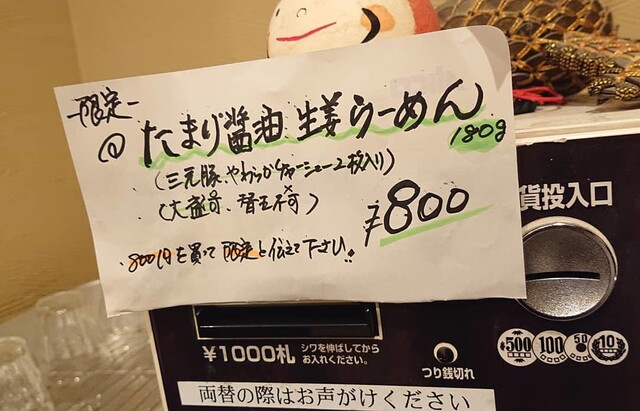 -限定-
@ たまり醤油 生姜らーめん
180g
(三元豚、やわらかチャーシュー2枚入り)
(大盛可、替玉不可)
¥800
・800円を買って限定と伝えて下さい。
貨投入口
¥1000札
シワを伸ばしてから
お入れください。
つり銭切れ
500 100 50 10
両替の際はお声がけください